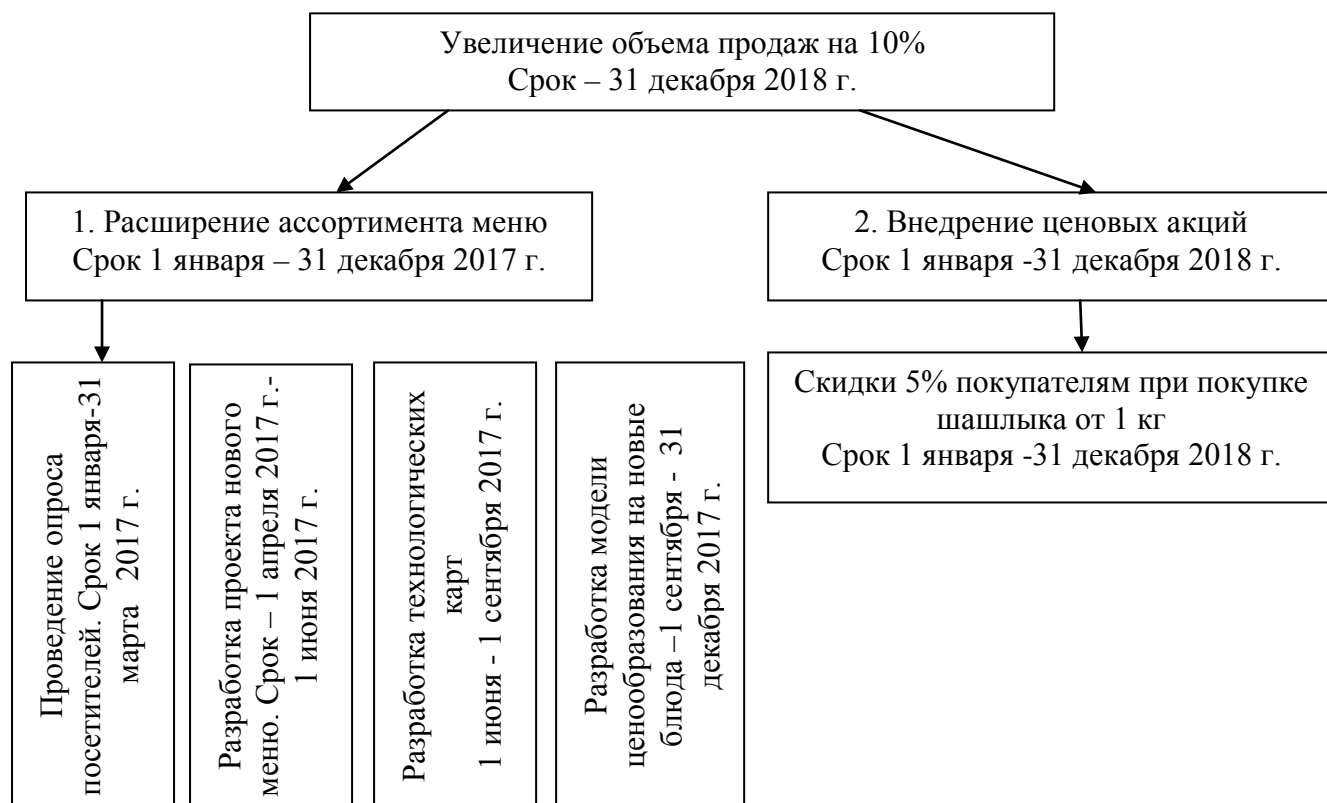 Увеличение объема продаж на 10%
Срок – 31 декабря 2018 г.
1. Расширение ассортимента меню
Срок 1 января – 31 декабря 2017 г.
2. Внедрение ценовых акций
Срок 1 января -31 декабря 2018 г.
Проведение опроса
посетителей. Срок 1 января-31
марта 2017 г.
Разработка проекта нового
меню. Срок – 1 апреля 2017 г.-
1 июня 2017 г.
Разработка технологических
карт
1 июня - 1 сентября 2017 г.
Разработка модели
ценообразования на новые
блюда –1 сентября - 31
декабря 2017 г.
Скидки 5% покупателям при покупке
шашлыка от 1 кг
Срок 1 января -31 декабря 2018 г.